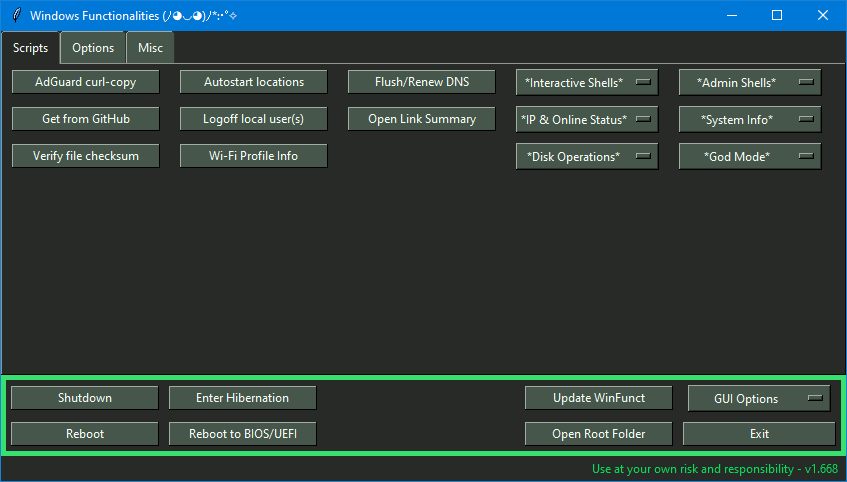 Windows Functionalities (ﾉ◕◡◕)ﾉ*:･ﾟ✧
Scripts Options Misc
AdGuard curl-copy Autostart locations Flush/Renew DNS *Interactive Shells* *Admin Shells*
Get from GitHub Logoff local user(s) Open Link Summary *IP & Online Status* *System Info*
Verify file checksum Wi-Fi Profile Info *Disk Operations* *God Mode*
Shutdown Enter Hibernation Update WinFunct GUI Options
Reboot Reboot to BIOS/UEFI Open Root Folder Exit
Use at your own risk and responsibility - v1.668